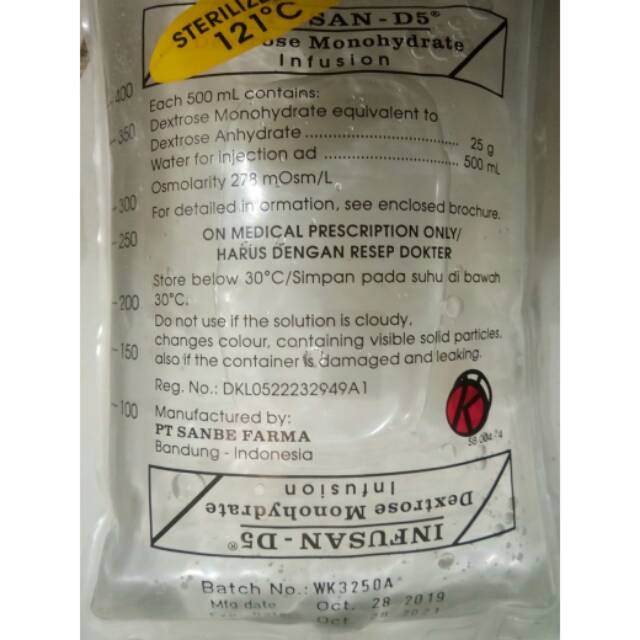 STERILIZE
121°C
SAN - D5®
ose Monohydrate
Infusion
Each 500 mL contains:
Dextrose Monohydrate equivalent to
Dextrose Anhydrate .................................. 25 g
Water for injection ad .............................. 500 mL
Osmolarity 278 mOsm/L
For detailed information, see enclosed brochure.
ON MEDICAL PRESCRIPTION ONLY/
HARUS DENGAN RESEP DOKTER
Store below 30°C/Simpan pada suhu di bawah
30°C.
Do not use if the solution is cloudy,
changes colour, containing visible solid particles,
also if the container is damaged and leaking.
Reg. No.: DKL0522232949A1
Manufactured by:
PT SANBE FARMA
Bandung - Indonesia
400
350
300
250
200
150
100
K
INFUSAN - D5®
Dextrose Monohydrate
Infusion
Batch No.: WK3250A
Mfg date Oct. 28 2019
Oct 28 2021